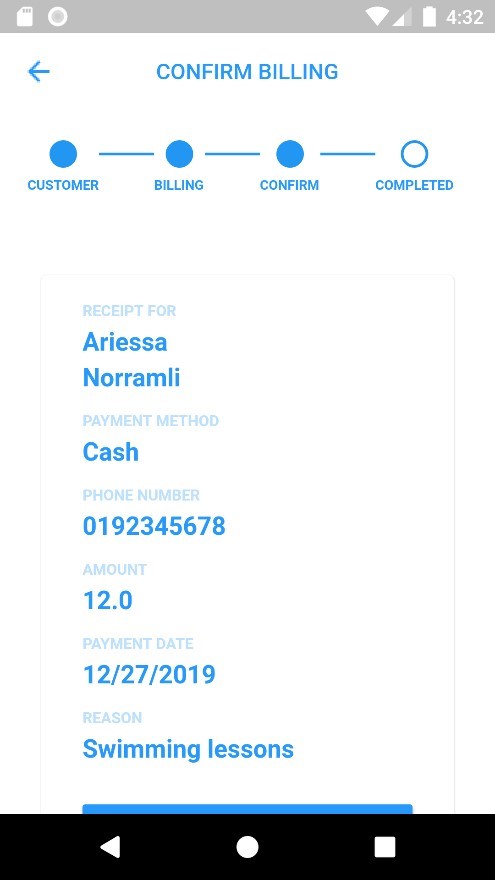 4:32
CONFIRM BILLING
CUSTOMER BILLING CONFIRM COMPLETED
RECEIPT FOR
Ariessa
Norramli
PAYMENT METHOD
Cash
PHONE NUMBER
0192345678
AMOUNT
12.0
PAYMENT DATE
12/27/2019
REASON
Swimming lessons